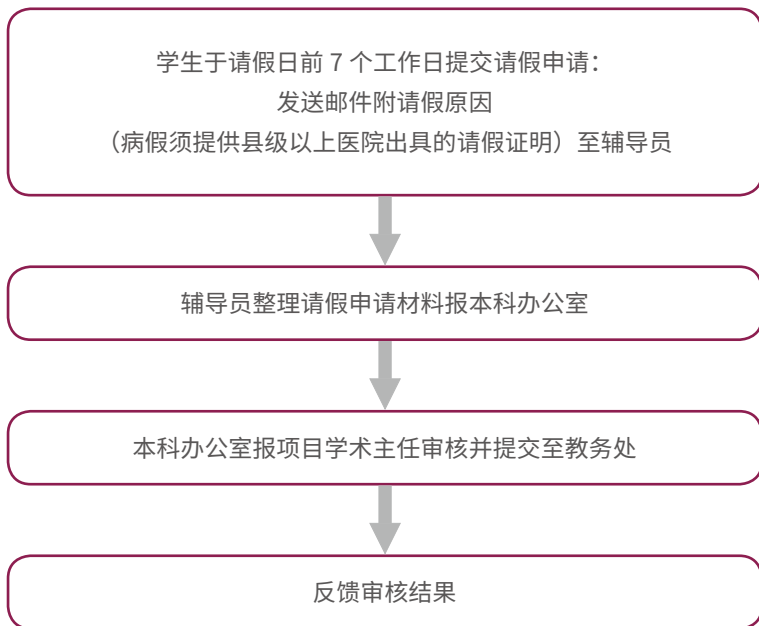 学生于请假日前 7 个工作日提交请假申请：
发送邮件附请假原因
（病假须提供县级以上医院出具的请假证明）至辅导员
辅导员整理请假申请材料报本科办公室
本科办公室报项目学术主任审核并提交至教务处
反馈审核结果